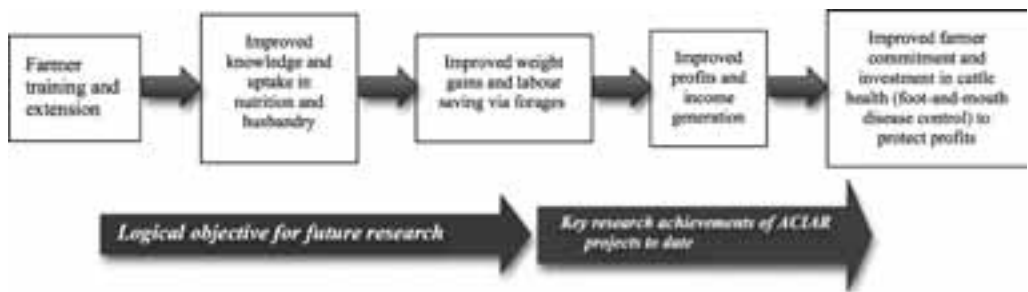 Farmer
training and
extension
Improved
knowledge and
uptake in
nutrition and
husbandry
Improved weight
gains and labour
saving via forages
Improved
profits and
income
generation
Improved farmer
commitment and
investment in cattle
health (foot-and-mouth
disease control) to
protect profits
Logical objective for future research
Key research achievements of ACIAR
projects to date